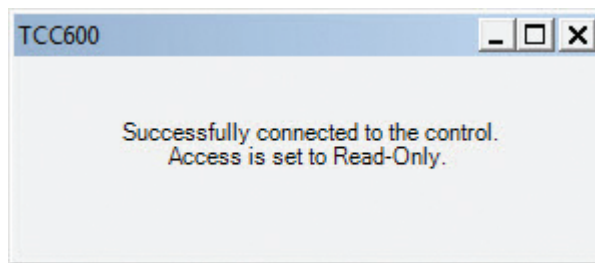 TCC600
Successfully connected to the control.
Access is set to Read-Only.